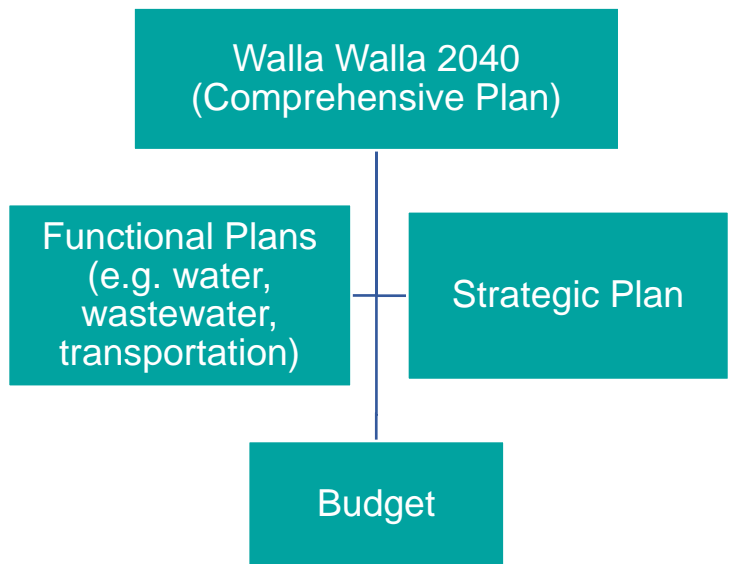 Walla Walla 2040
(Comprehensive Plan)
Functional Plans
(e.g. water,
wastewater,
transportation)
Strategic Plan
Budget